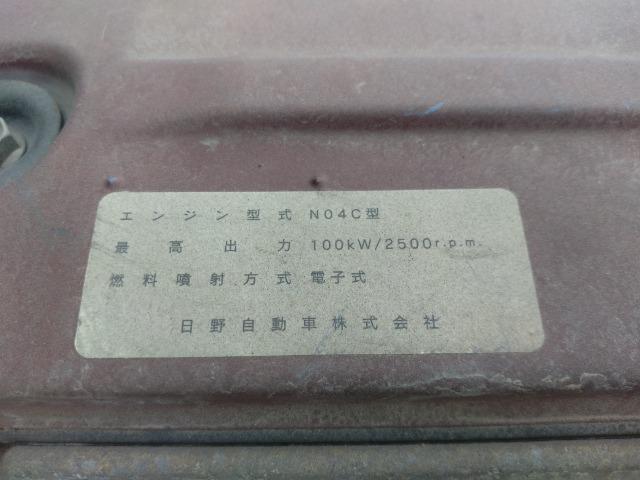 エンジン型式 N04C型
最高出力 100kW/2500r.p.m.
燃料噴射方式 電子式
日野自動車株式会社